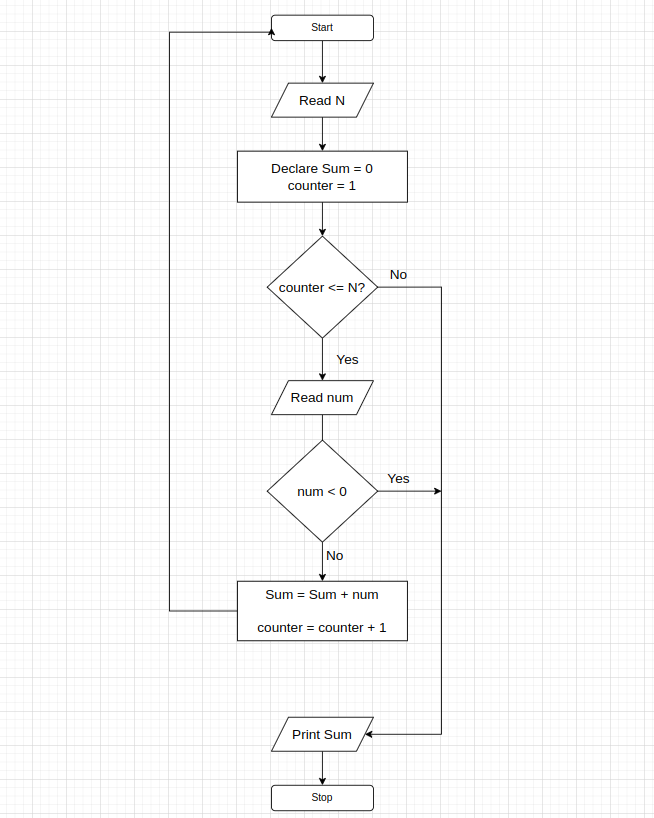 Start
Read N
Declare Sum = 0
counter = 1
counter <= N?
No
Yes
Read num
num < 0
Yes
No
Sum = Sum + num
counter = counter + 1
Print Sum
Stop